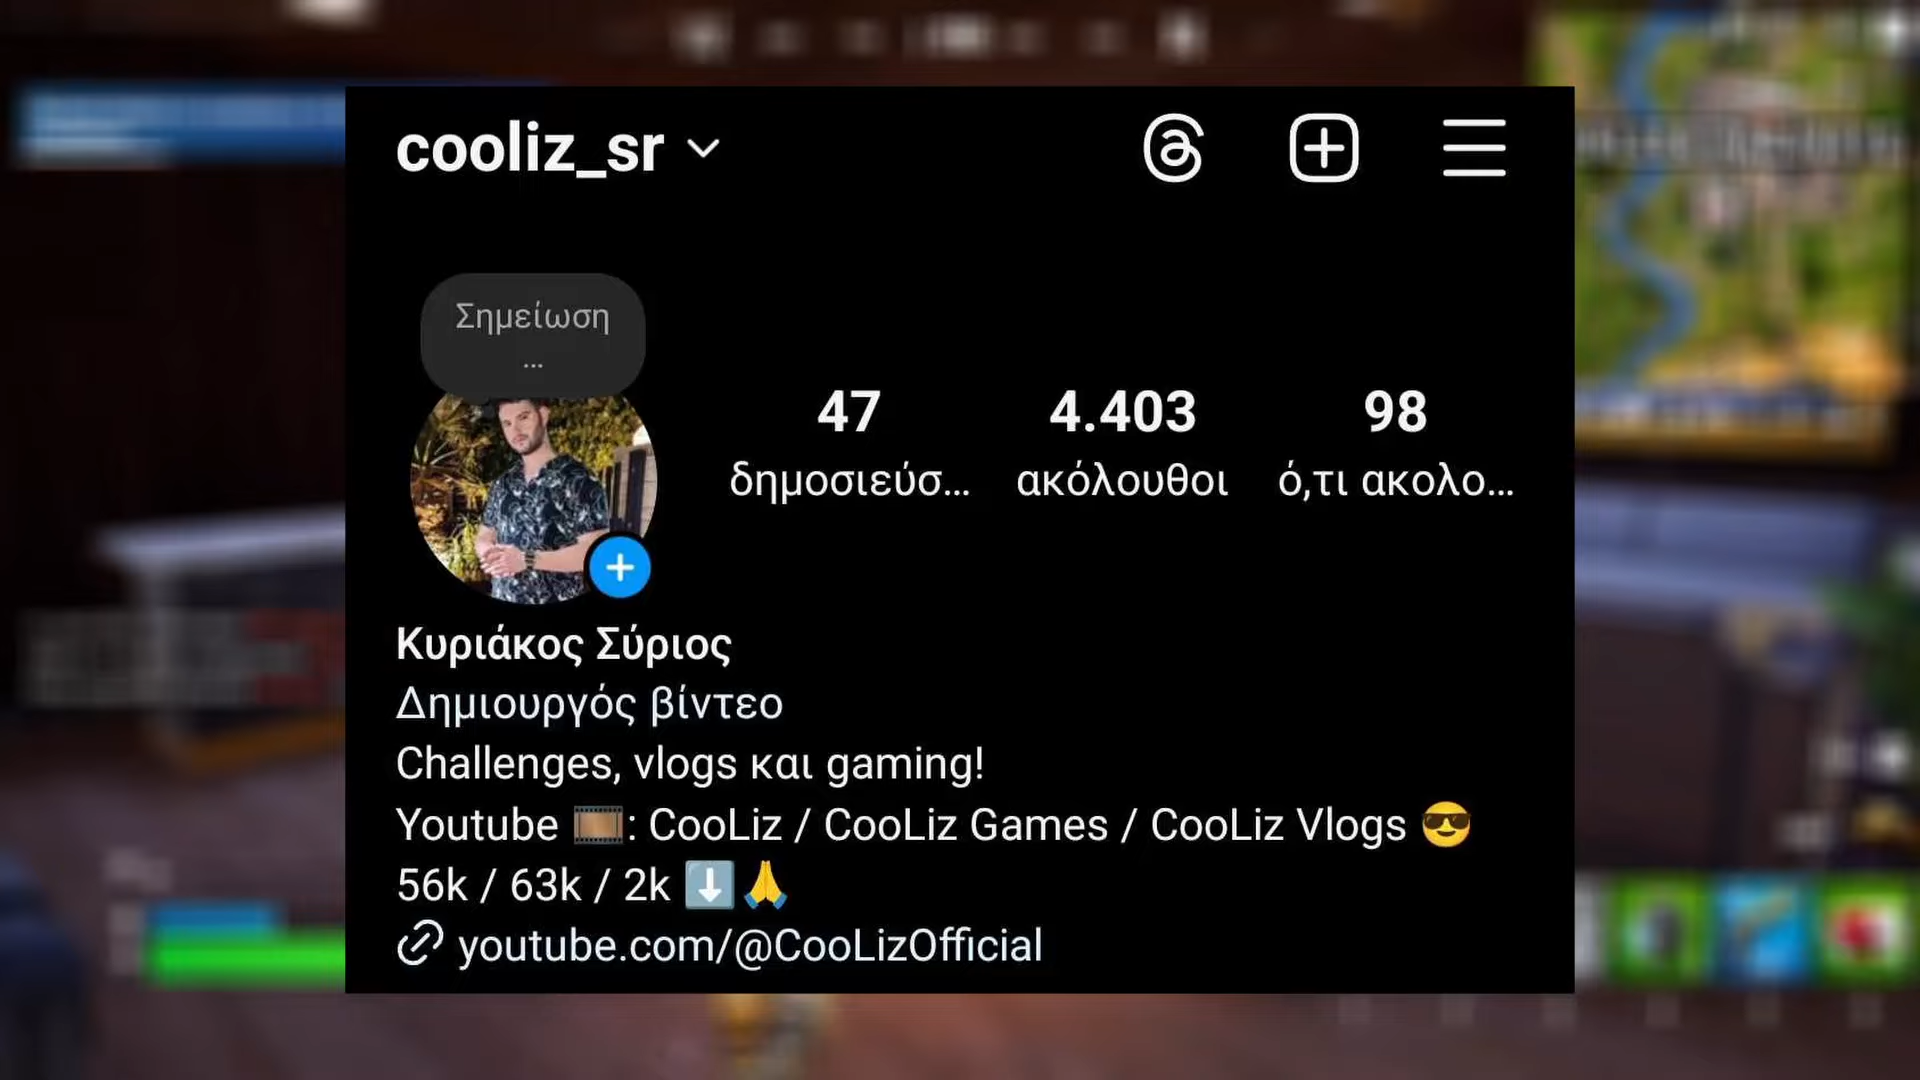 cooliz_sr
Σημείωση
...
47
δημοσιεύσ...
4.403
ακόλουθοι
98
ό,τι ακολο...
Κυριάκος Σύριος
Δημιουργός βίντεο
Challenges, vlogs και gaming!
Youtube 🎞️: CooLiz / CooLiz Games / CooLiz Vlogs 😎
56k / 63k / 2k ⬇️🙏
youtube.com/@CooLizOfficial